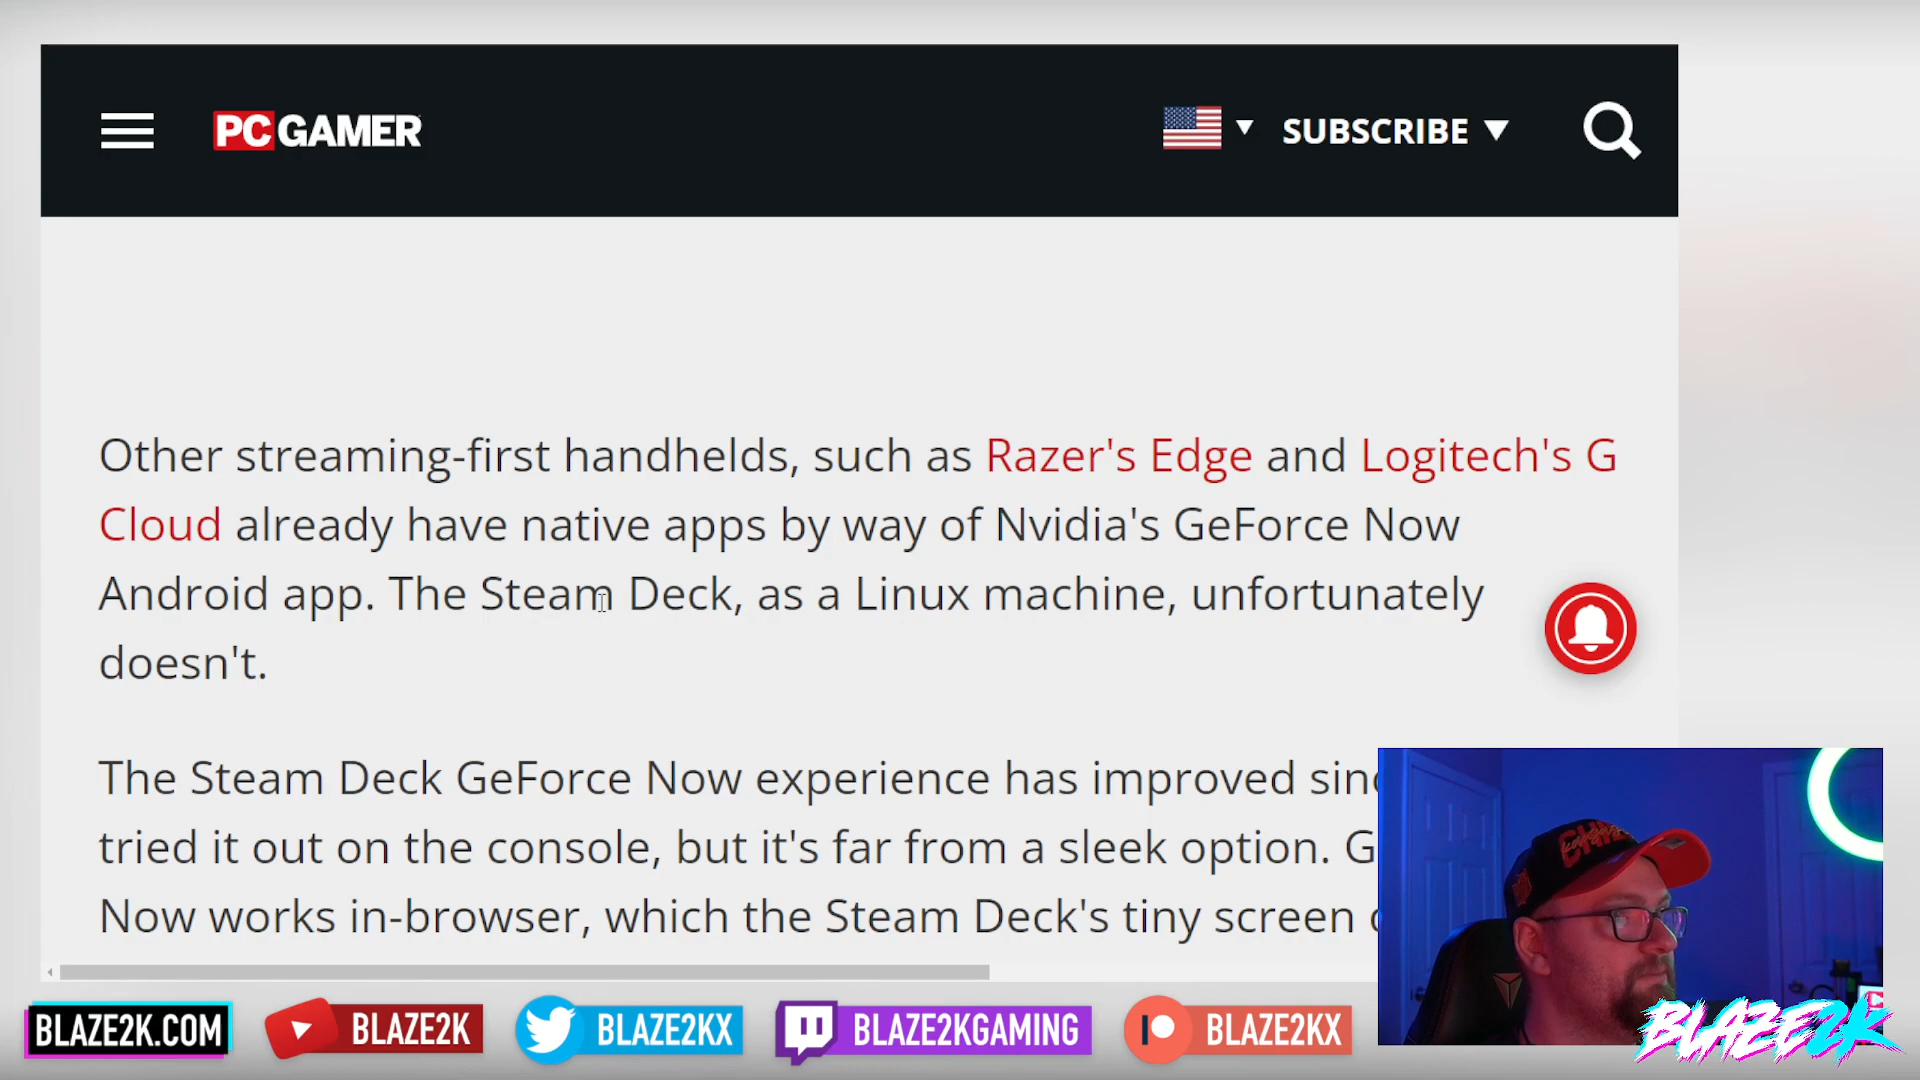 PC GAMER
SUBSCRIBE
Other streaming-first handhelds, such as Razer's Edge and Logitech's G
Cloud already have native apps by way of Nvidia's GeForce Now
Android app. The Steam Deck, as a Linux machine, unfortunately
doesn't.
The Steam Deck GeForce Now experience has improved sinc
tried it out on the console, but it's far from a sleek option. G
Now works in-browser, which the Steam Deck's tiny screen
BLAZE2K.COM
BLAZE2K
BLAZE2KX
BLAZE2KGAMING
BLAZE2KX
BLAZE2K